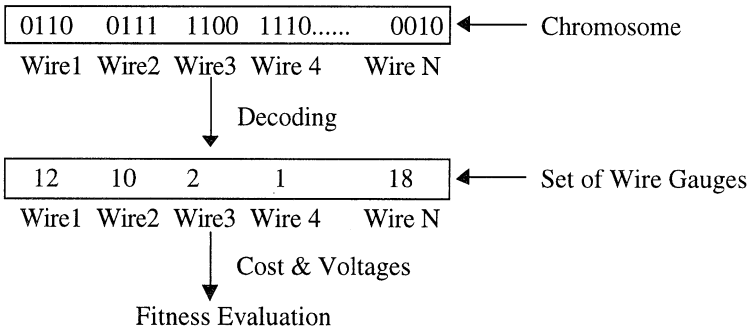 0110 0111 1100 1110...... 0010 Chromosome
Wire1 Wire2 Wire3 Wire 4 Wire N
Decoding
12 10 2 1 18 Set of Wire Gauges
Wire1 Wire2 Wire3 Wire 4 Wire N
Cost & Voltages
Fitness Evaluation